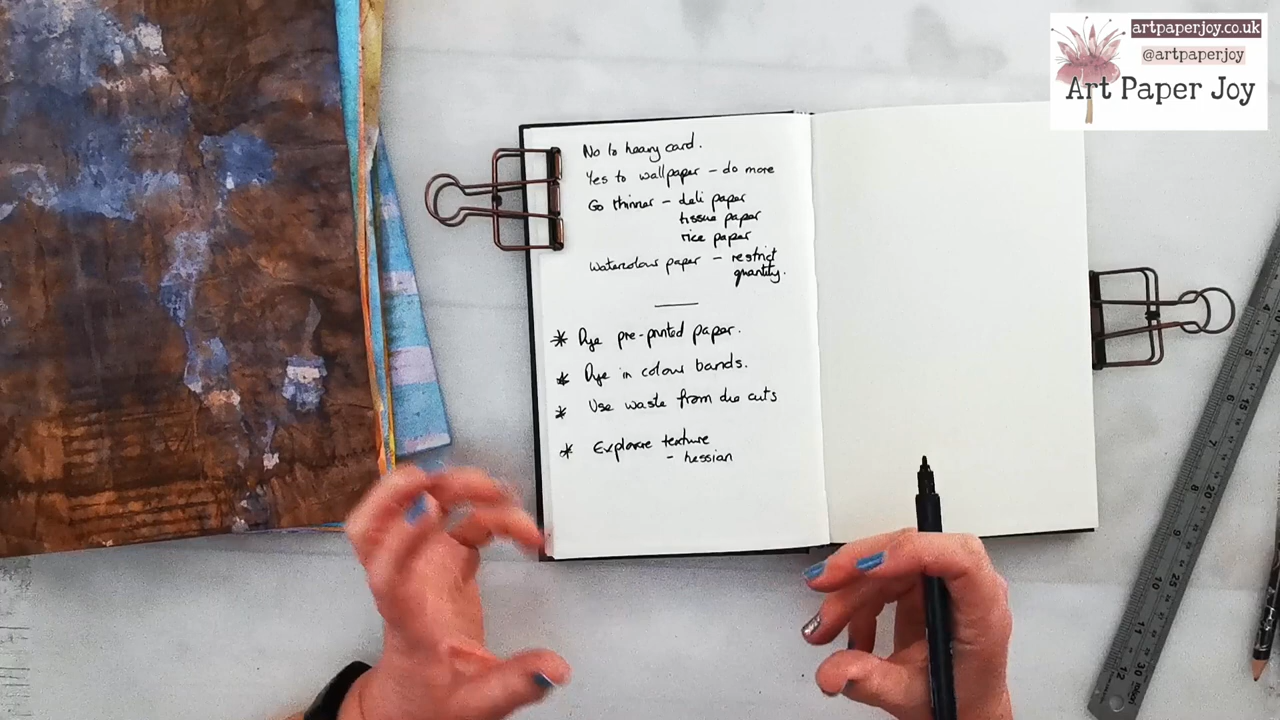 artpaperjoy.co.uk
@artpaperjoy
Art Paper Joy
No to heavy card.
Yes to wallpaper – do more
Go thinner – deli paper
tissue paper
rice paper
Watercolour paper – restrict
quantity.
* Dye pre-printed paper.
* Dye in colour bands.
* Use waste from die cuts
* Explore texture
- hessian